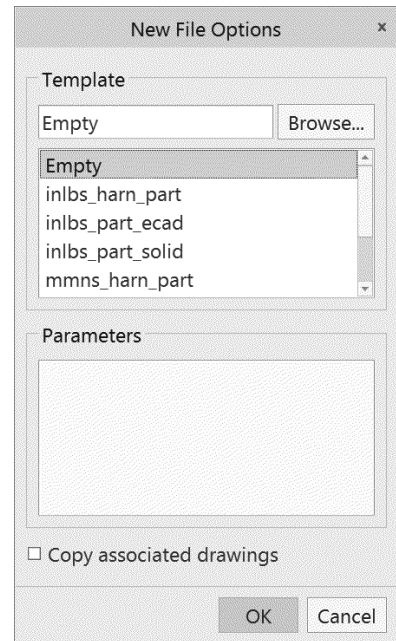 New File Options x
Template
Empty Browse...
Empty
inlbs_harn_part
inlbs_part_ecad
inlbs_part_solid
mmns_harn_part
Parameters
Copy associated drawings
OK Cancel